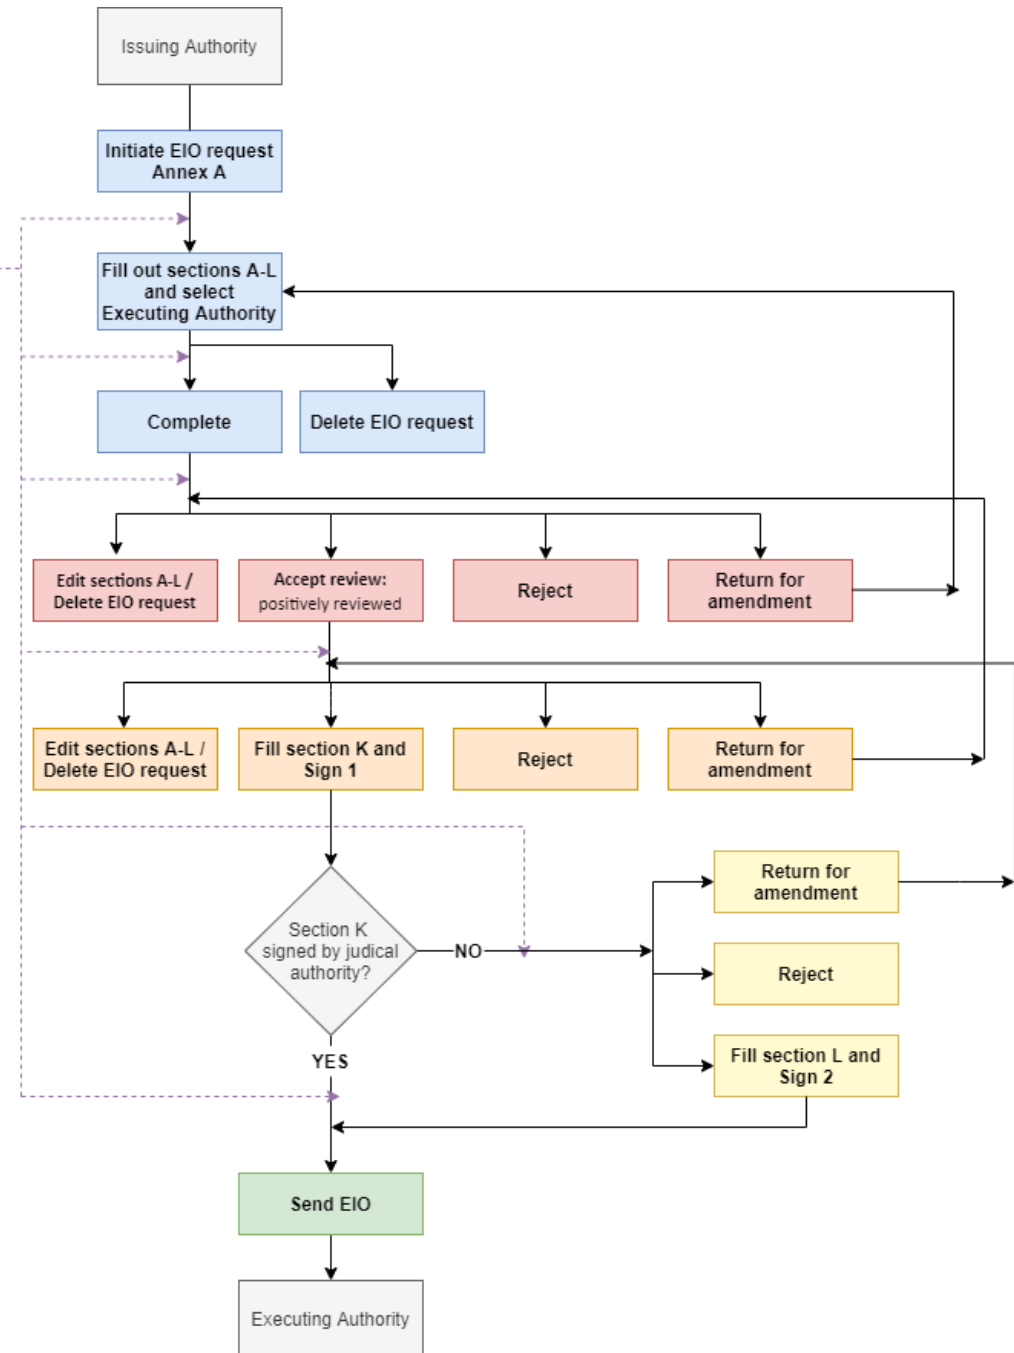 Issuing Authority
Initiate EIO request
Annex A
Fill out sections A-L
and select
Executing Authority
Complete
Delete EIO request
Edit sections A-L /
Delete EIO request
Accept review:
positively reviewed
Reject
Return for
amendment
Edit sections A-L /
Delete EIO request
Fill section K and
Sign 1
Reject
Return for
amendment
Return for
amendment
Section K
signed by judical
authority?
NO
Reject
Fill section L and
Sign 2
YES
Send EIO
Executing Authority